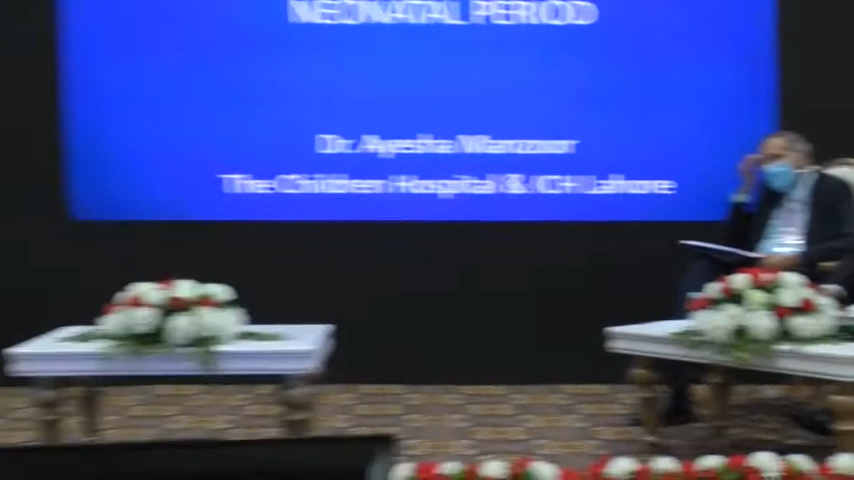 NEONATAL PERIOD
Dr. Ayesha
The Children Hospital & ICH Lahore